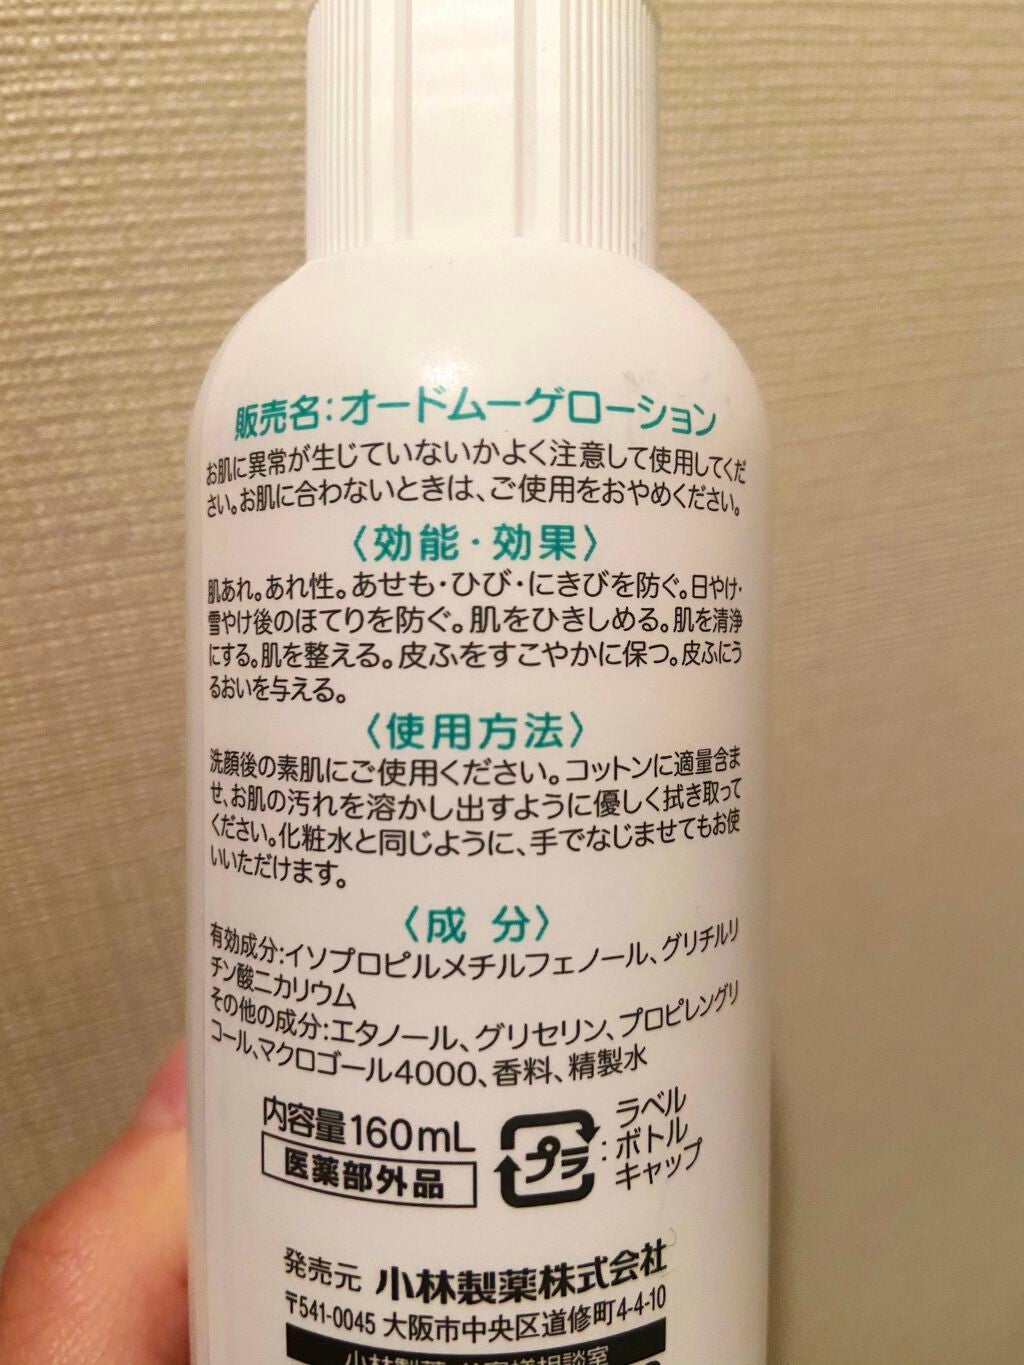 販売名:オードムーゲローション
お肌に異常が生じていないかよく注意して使用してくだ
さい。お肌に合わないときは、ご使用をおやめください。
〈効能・効果〉
肌あれ。あれ性。あせも・ひび・にきびを防ぐ。日やけ・
雪やけ後のほてりを防ぐ。肌をひきしめる。肌を清浄
にする。肌を整える。皮ふをすこやかに保つ。皮ふにう
るおいを与える。
〈使用方法〉
洗顔後の素肌にご使用ください。コットンに適量含ま
せ、お肌の汚れを溶かし出すように優しく拭き取って
ください。化粧水と同じように、手でなじませてもお使
いいただけます。
〈成分〉
有効成分:イソプロピルメチルフェノール、グリチルリ
チン酸二カリウム
その他の成分:エタノール、グリセリン、プロピレングリ
コール、マクロゴール4000、香料、精製水
内容量160mL
医薬部外品
プラ:ラベル
ボトル
キャップ
発売元 小林製薬株式会社
〒541-0045 大阪市中央区道修町4-4-10